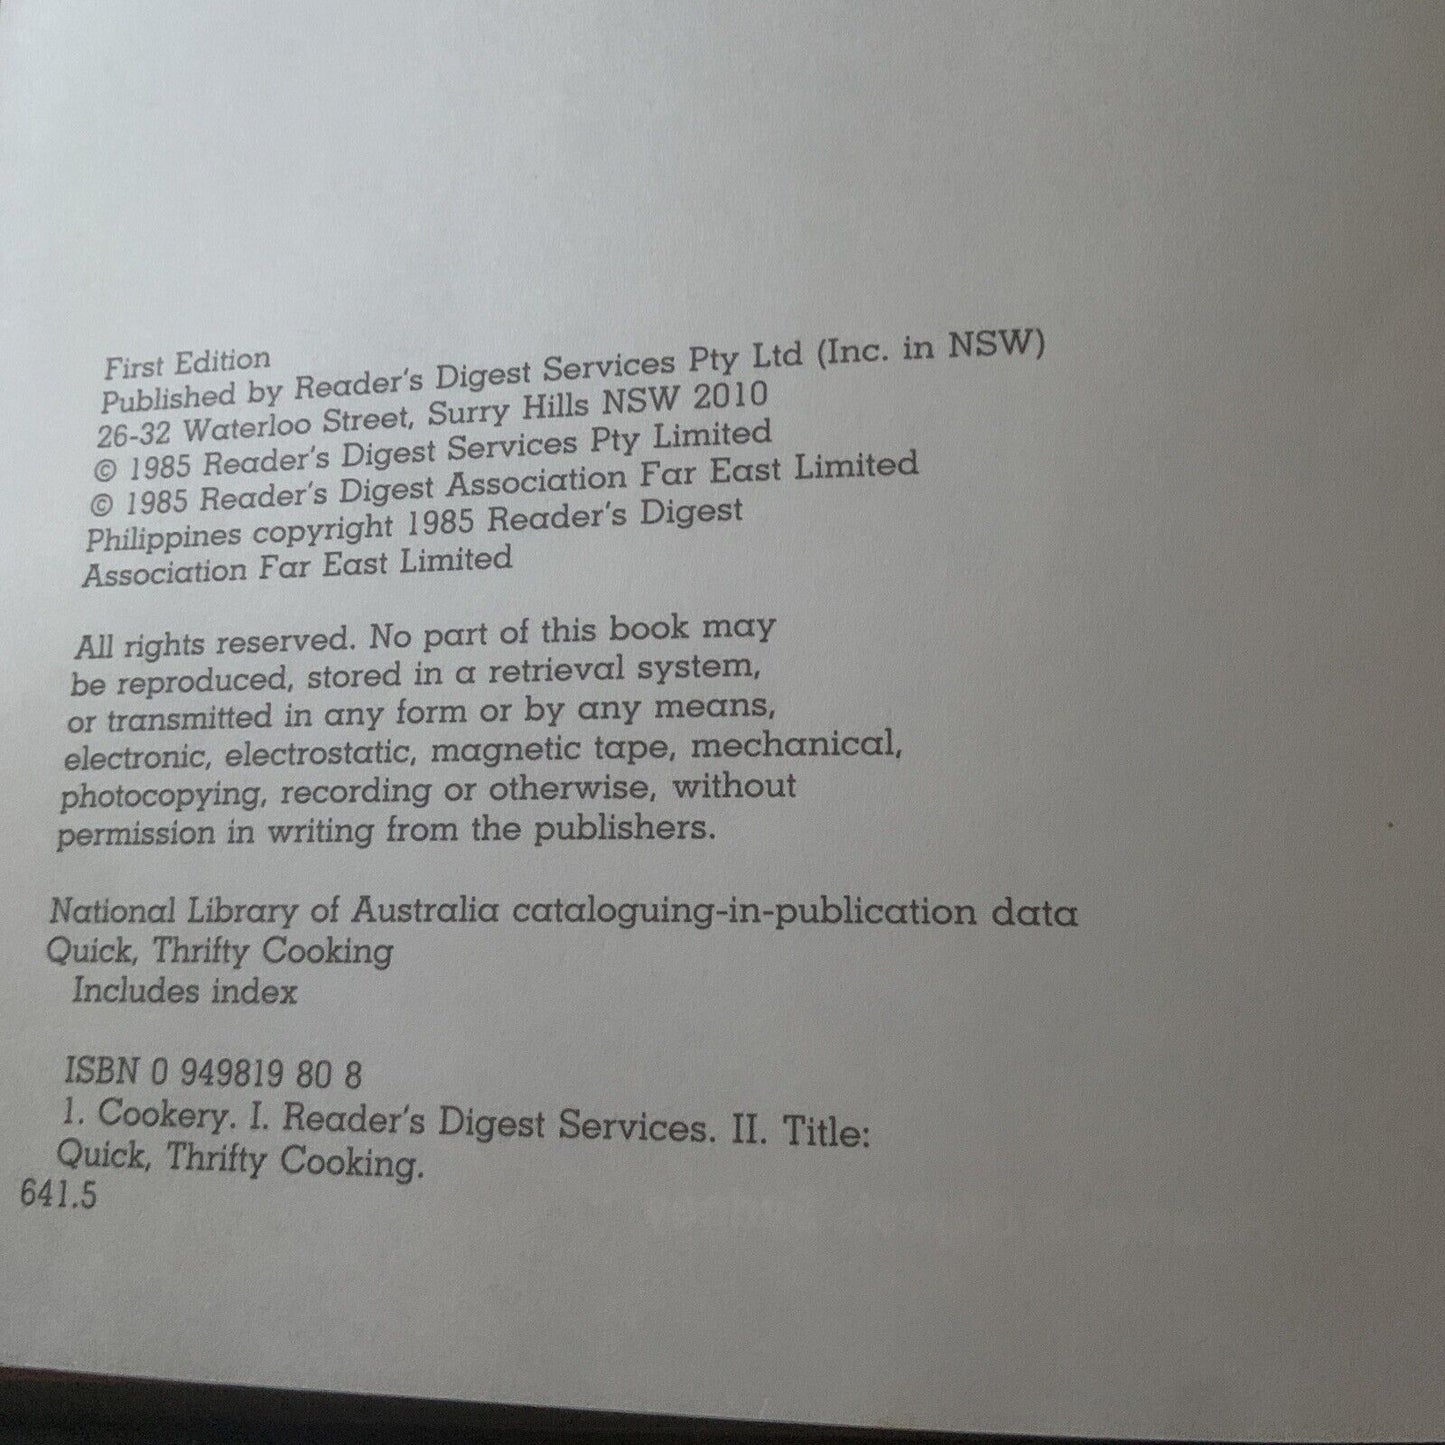 First Edition
Published by Reader's Digest Services Pty Ltd (Inc. in NSW)
26-32 Waterloo Street, Surry Hills NSW 2010
© 1985 Reader's Digest Services Pty Limited
© 1985 Reader's Digest Association Far East Limited
Philippines copyright 1985 Reader's Digest
Association Far East Limited
All rights reserved. No part of this book may
be reproduced, stored in a retrieval system,
or transmitted in any form or by any means,
electronic, electrostatic, magnetic tape, mechanical,
photocopying, recording or otherwise, without
permission in writing from the publishers.
National Library of Australia cataloguing-in-publication data
Quick, Thrifty Cooking
Includes index
ISBN 0 949819 80 8
1. Cookery. I. Reader's Digest Services. II. Title:
Quick, Thrifty Cooking.
641.5